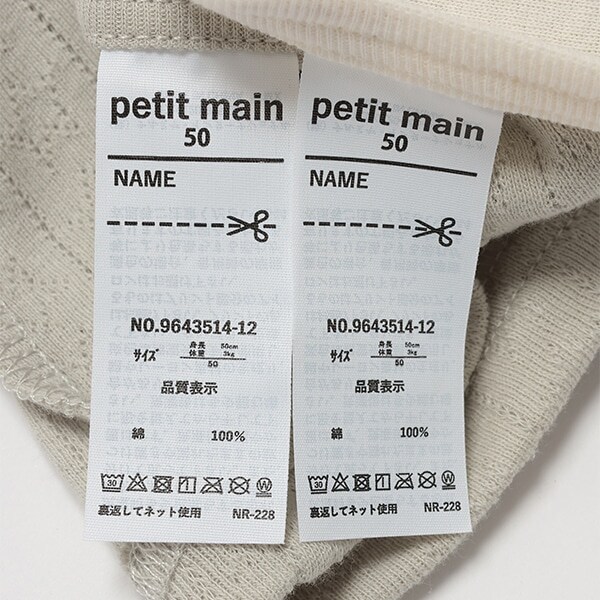 petit main
50
NAME
NO.9643514-12
サイズ 身長 50cm
体重 3kg
50
品質表示
綿 100%
30
裏返してネット使用 NR-228
petit main
50
NAME
NO.9643514-12
サイズ 身長 50cm
体重 3kg
50
品質表示
綿 100%
30
裏返してネット使用 NR-228